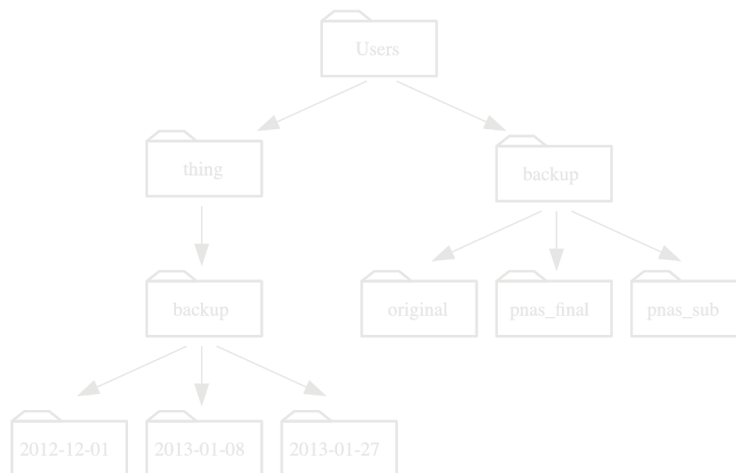 Users
thing
backup
backup
original
pnas_final
pnas_sub
2012-12-01
2013-01-08
2013-01-27